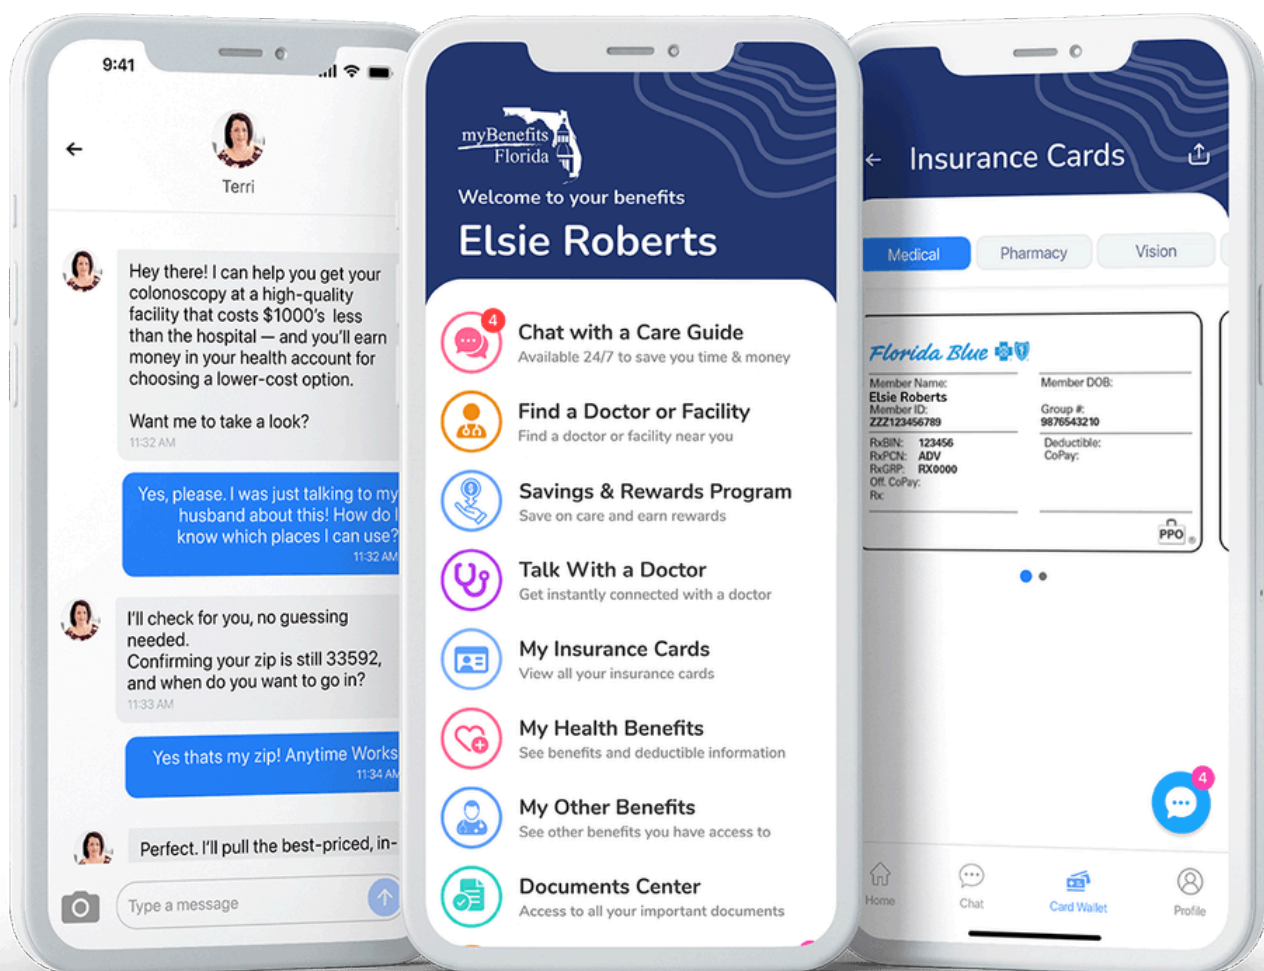 9:41
Terri
Hey there! I can help you get your
colonoscopy at a high-quality
facility that costs $1000's less
than the hospital — and you'll earn
money in your health account for
choosing a lower-cost option.
Want me to take a look?
11:32 AM
Yes, please. I was just talking to my
husband about this! How do I
know which places I can use?
11:32 AM
I'll check for you, no guessing
needed.
Confirming your zip is still 33592,
and when do you want to go in?
11:33 AM
Yes thats my zip! Anytime Works
11:34 AM
Perfect. I'll pull the best-priced, in-
Type a message
myBenefits
Florida
Welcome to your benefits
Elsie Roberts
4
Chat with a Care Guide
Available 24/7 to save you time & money
Find a Doctor or Facility
Find a doctor or facility near you
Savings & Rewards Program
Save on care and earn rewards
Talk With a Doctor
Get instantly connected with a doctor
My Insurance Cards
View all your insurance cards
My Health Benefits
See benefits and deductible information
My Other Benefits
See other benefits you have access to
Documents Center
Access to all your important documents
Insurance Cards
Medical
Pharmacy
Vision
Florida Blue
Member Name:
Elsie Roberts
Member ID:
ZZZ123456789
Member DOB:
Group #:
9876543210
RxBIN: 123456
RxPCN: ADV
RxGRP: RX0000
Off. CoPay:
Rx:
Deductible:
CoPay:
PPO
®
4
Home
Chat
Card Wallet
Profile